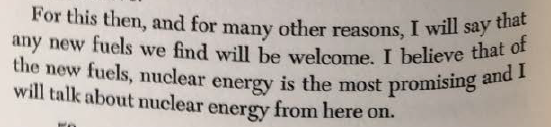 For this then, and for many other reasons, I will say that
any new fuels we find will be welcome. I believe that of
the new fuels, nuclear energy is the most promising and I
will talk about nuclear energy from here on.